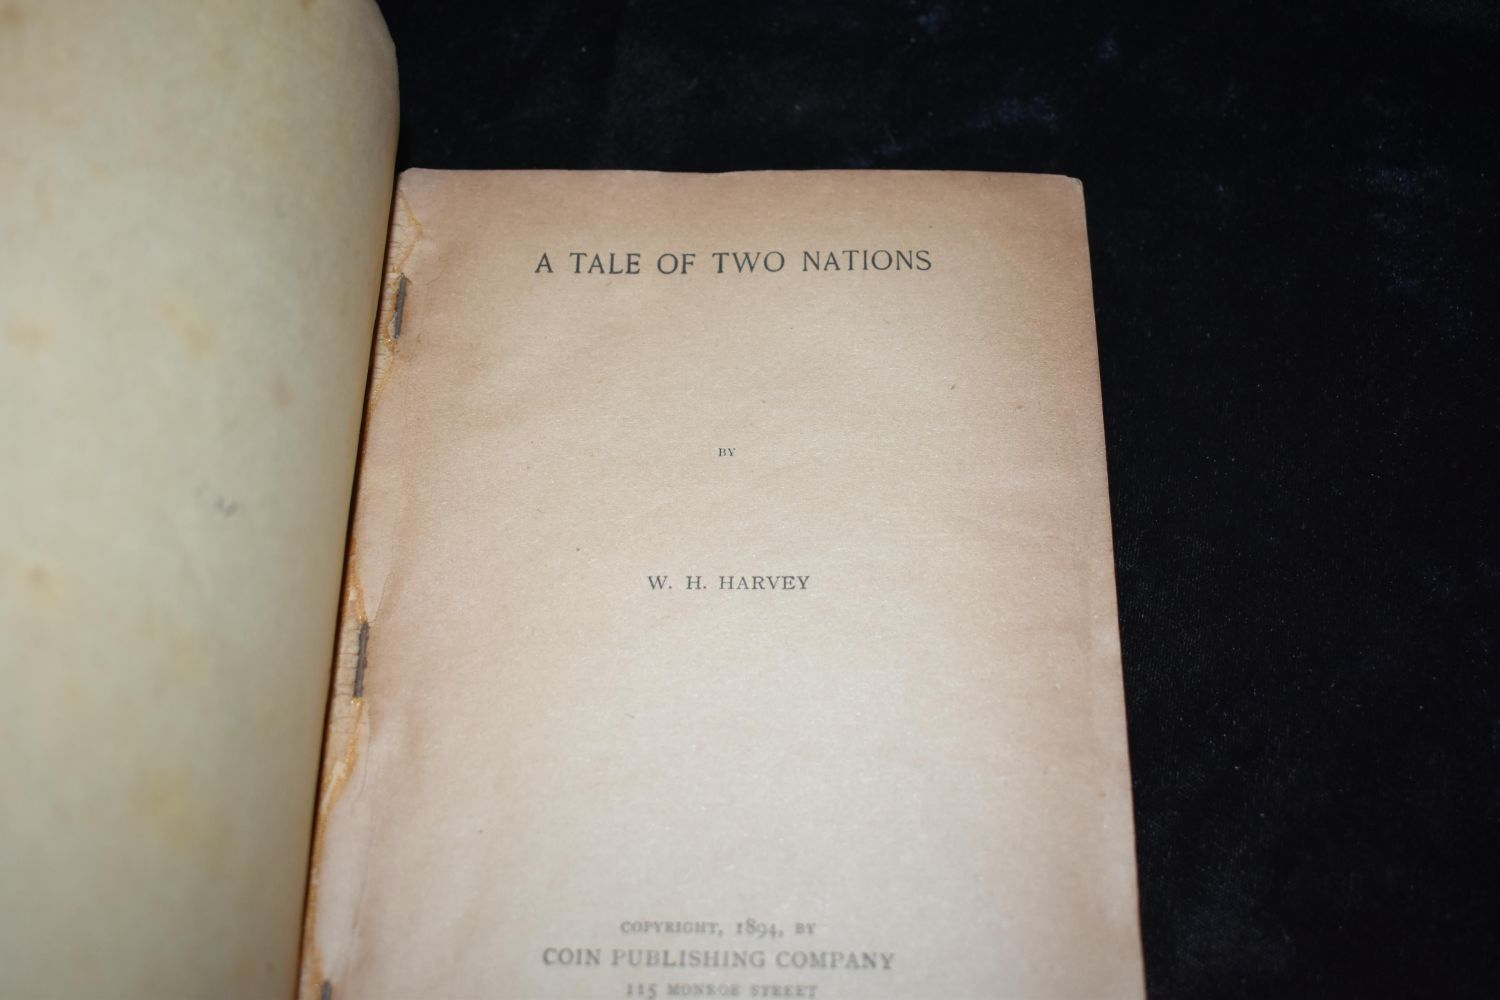 A TALE OF TWO NATIONS
BY
W. H. HARVEY
COPYRIGHT, 1894, BY
COIN PUBLISHING COMPANY
115 MONROE STREET